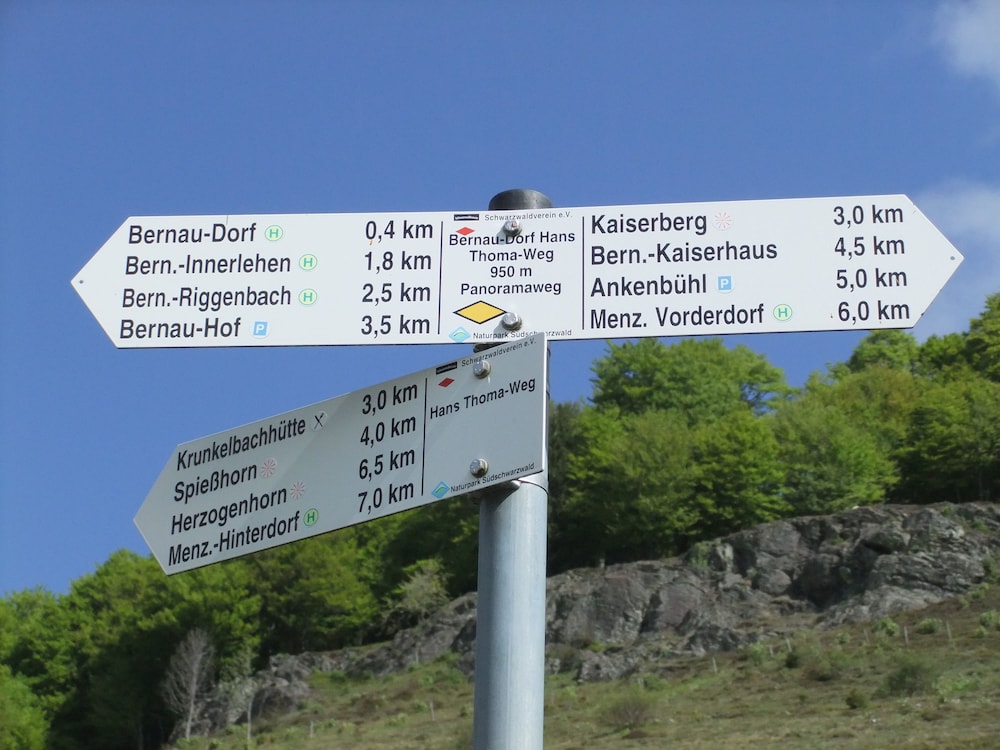 Bernau-Dorf H 0,4 km
Bern.-Innerlehen H 1,8 km
Bern.-Riggenbach H 2,5 km
Bernau-Hof P 3,5 km
Schwarzwaldverein e.V.
Bernau-Dorf Hans
Thoma-Weg
950 m
Panoramaweg
Naturpark Südschwarzwald
Kaiserberg 3,0 km
Bern.-Kaiserhaus 4,5 km
Ankenbühl P 5,0 km
Menz. Vorderdorf H 6,0 km
Krunkelbachhütte 3,0 km
Spießhorn 4,0 km
Herzogenhorn 6,5 km
Menz.-Hinterdorf H 7,0 km
Schwarzwaldverein e.V.
Hans Thoma-Weg
Naturpark Südschwarzwald